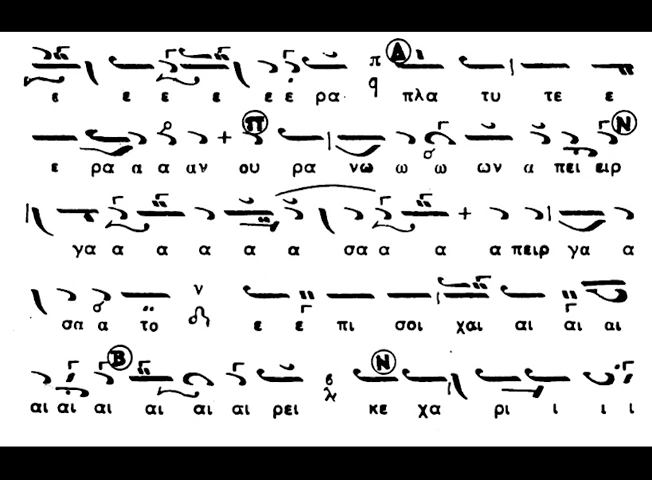 ε ε ε ε ε ε ρα π q Δ πλα τυ τε ε
ε ρα α α αν Π ου ρα νω ω ω ων α πει ειρ Ν
γα α α α α α σα α α α πειρ γα α
σα α το ν ε ε πι σοι χαι αι αι αι
αι αι αι Β αι αι αι ρει β λ Ν κε χα ρι ι ι ι